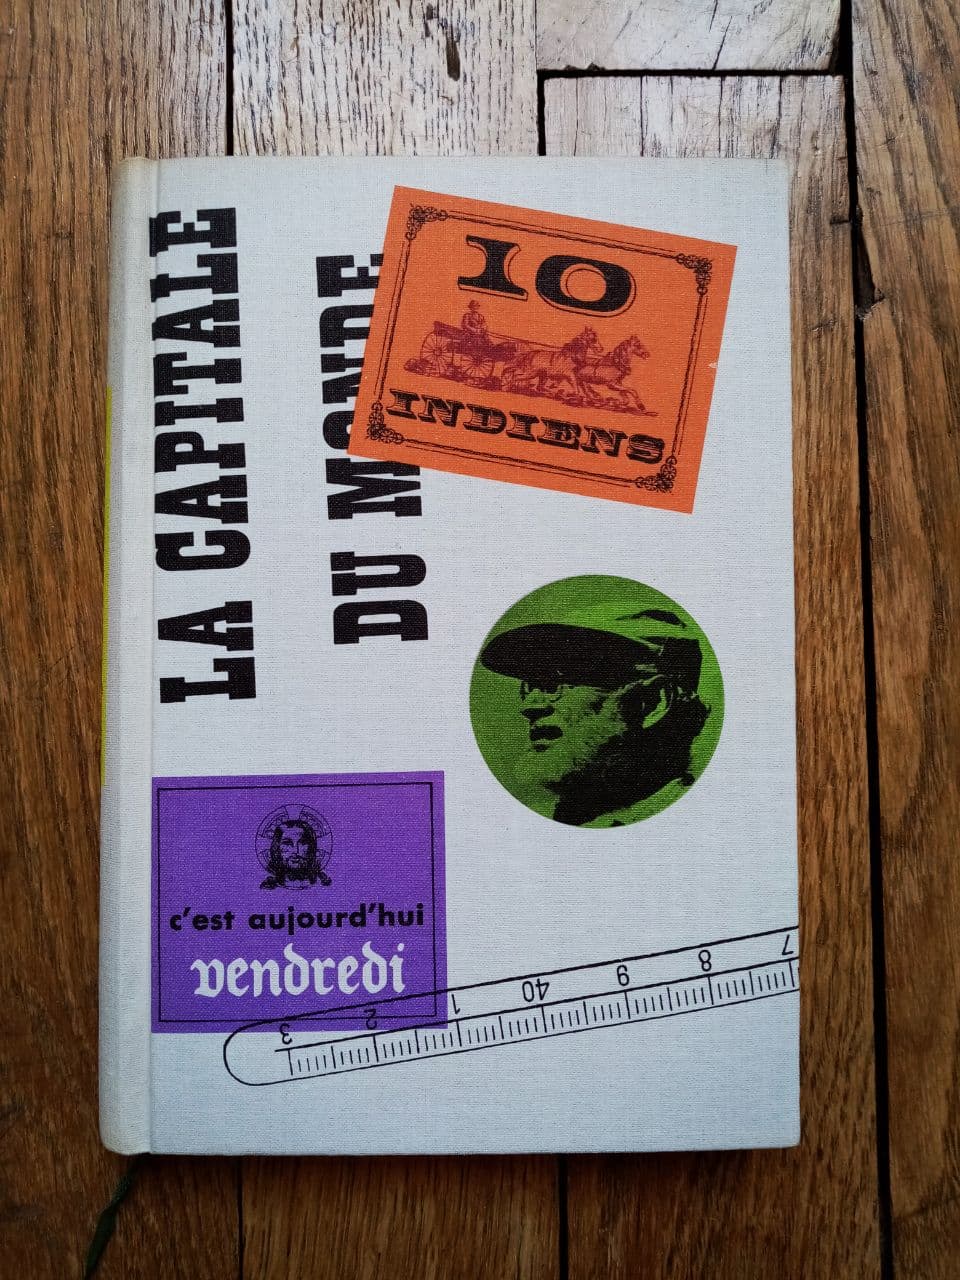 LA CAPITALE
DU MONDE
10
INDIENS
c'est aujourd'hui
vendredi
3 2 1 40 9 8 7